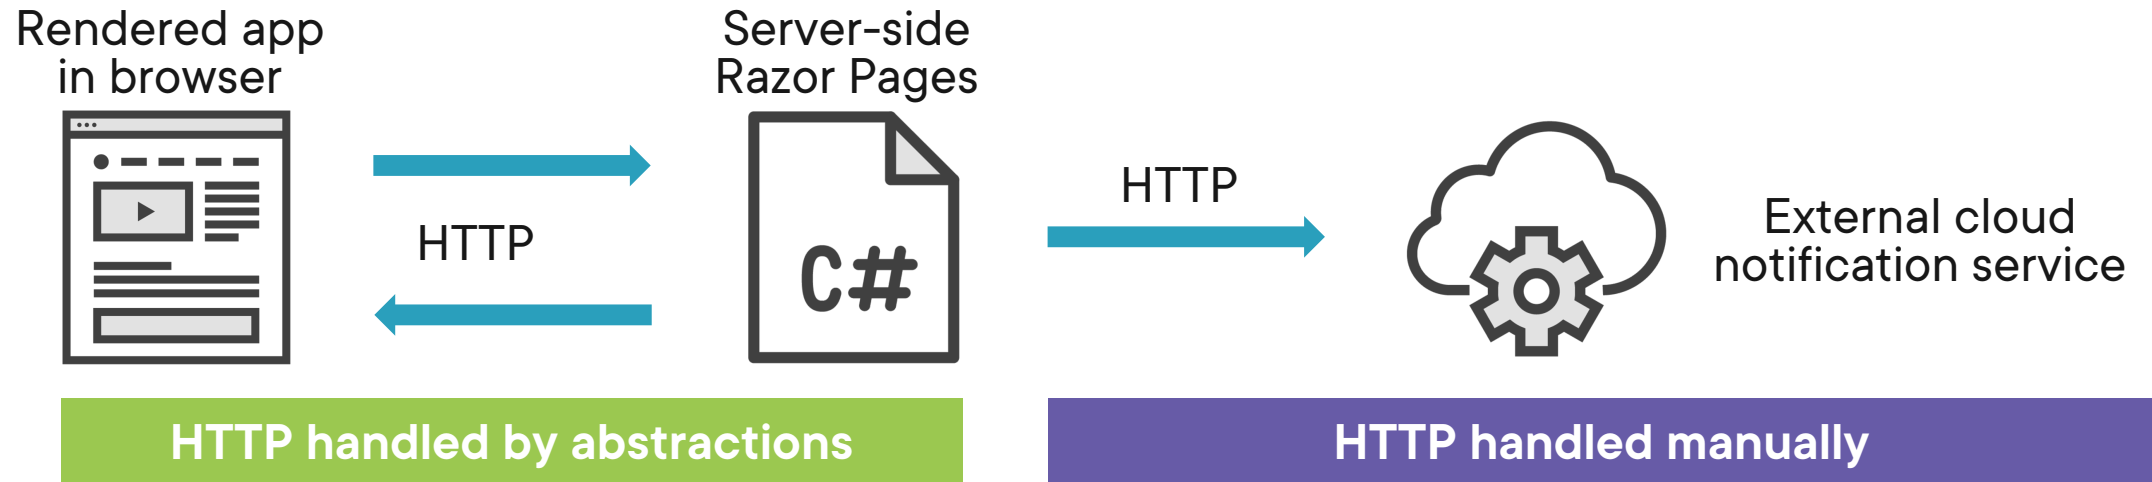 Rendered app
in browser
Server-side
Razor Pages
HTTP
C#
HTTP
External cloud
notification service
HTTP handled by abstractions
HTTP handled manually